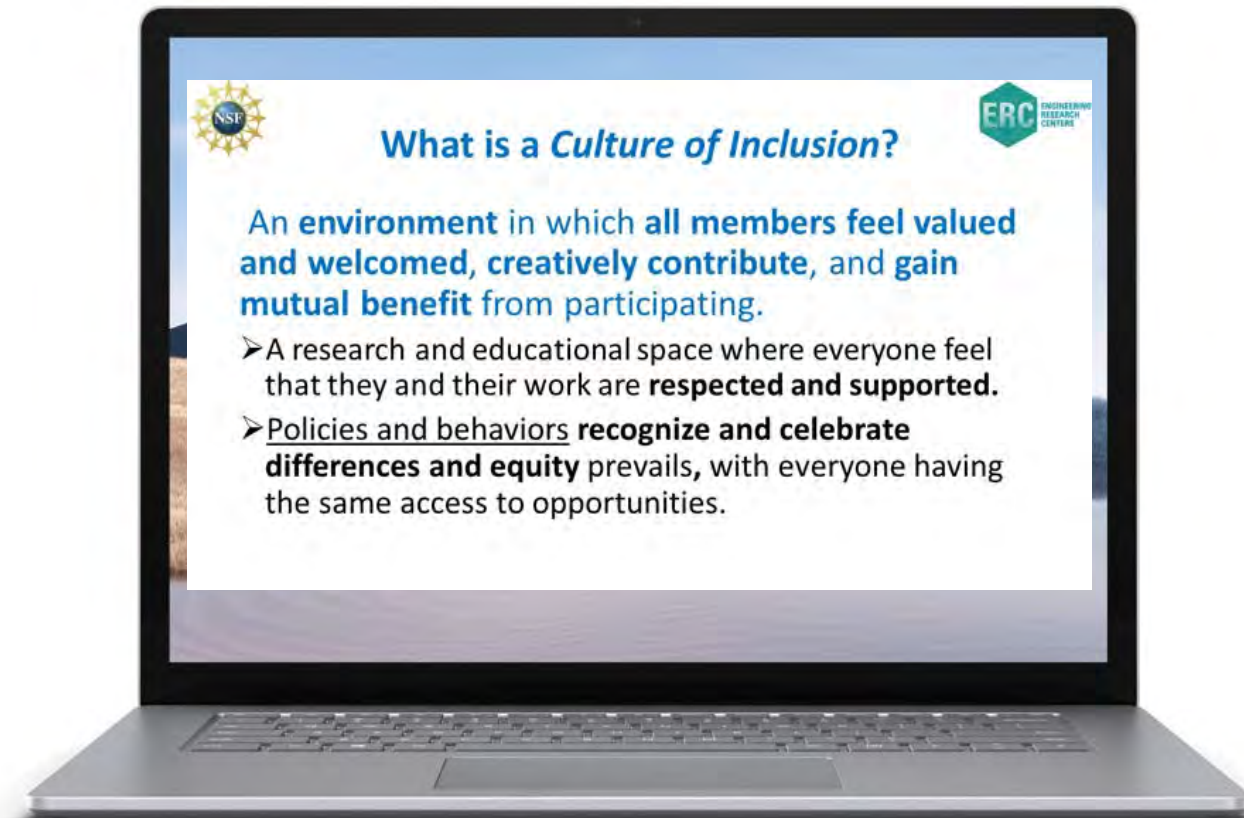 NSF
ERC ENGINEERING
RESEARCH
CENTERS
What is a Culture of Inclusion?
An environment in which all members feel valued
and welcomed, creatively contribute, and gain
mutual benefit from participating.
➢A research and educational space where everyone feel
that they and their work are respected and supported.
➢Policies and behaviors recognize and celebrate
differences and equity prevails, with everyone having
the same access to opportunities.